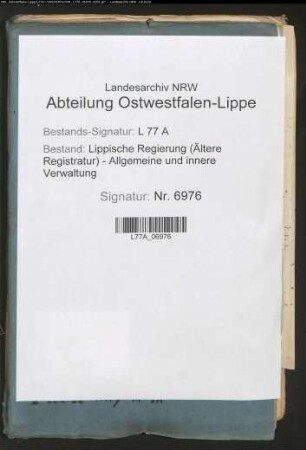 Landesarchiv NRW
Abteilung Ostwestfalen-Lippe
Bestands-Signatur: L 77 A
Bestand: Lippische Regierung (Ältere
Registratur) - Allgemeine und innere
Verwaltung
Signatur: Nr. 6976
L77A_06976